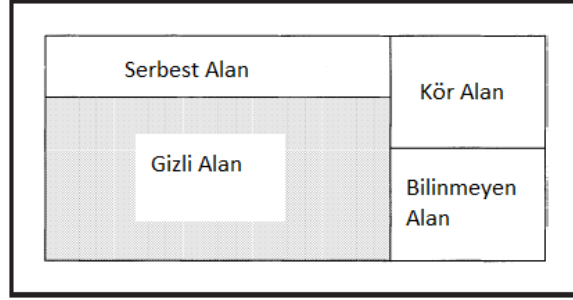 Serbest Alan
Kör Alan
Gizli Alan
Bilinmeyen
Alan